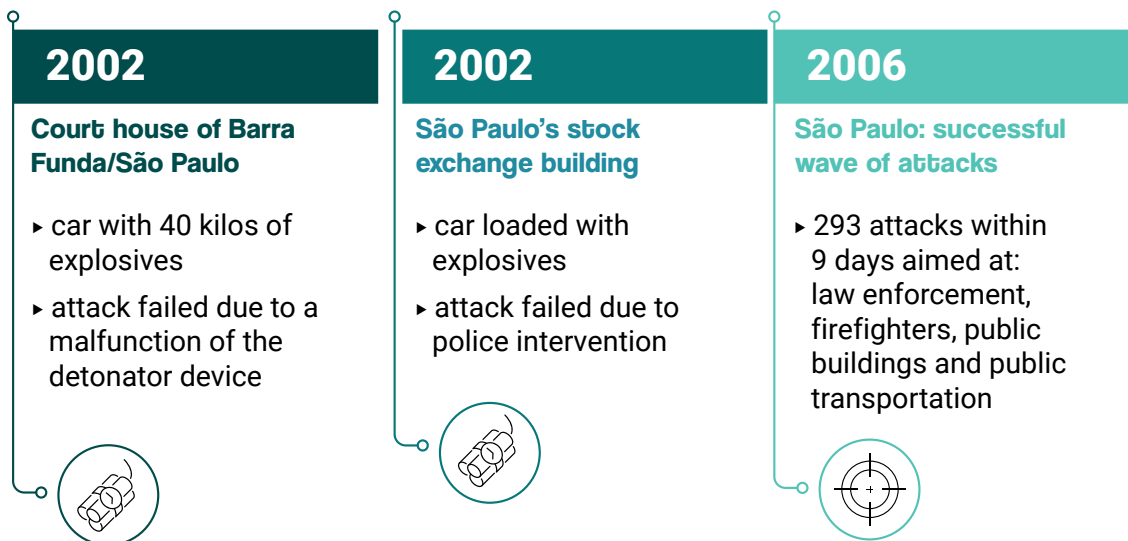 2002
Court house of Barra
Funda/São Paulo
▸ car with 40 kilos of
explosives
▸ attack failed due to a
malfunction of the
detonator device
2002
São Paulo’s stock
exchange building
▸ car loaded with
explosives
▸ attack failed due to
police intervention
2006
São Paulo: successful
wave of attacks
▸ 293 attacks within
9 days aimed at:
law enforcement,
firefighters, public
buildings and public
transportation